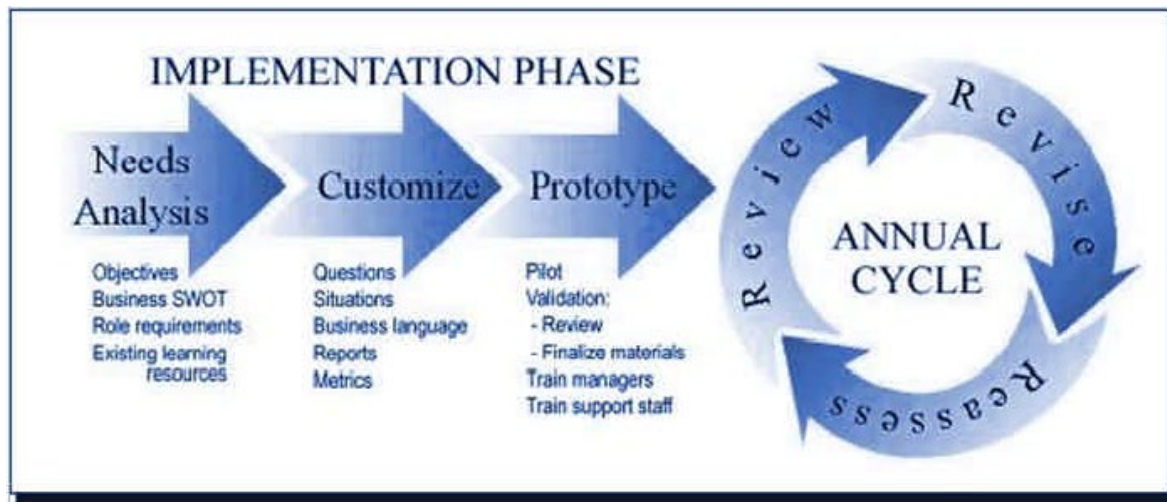 IMPLEMENTATION PHASE
Needs
Analysis
Objectives
Business SWOT
Role requirements
Existing learning
resources
Customize
Questions
Situations
Business language
Reports
Metrics
Prototype
Pilot
Validation:
- Review
- Finalize materials
Train managers
Train support staff
Review
Revise
Reassess
ANNUAL
CYCLE